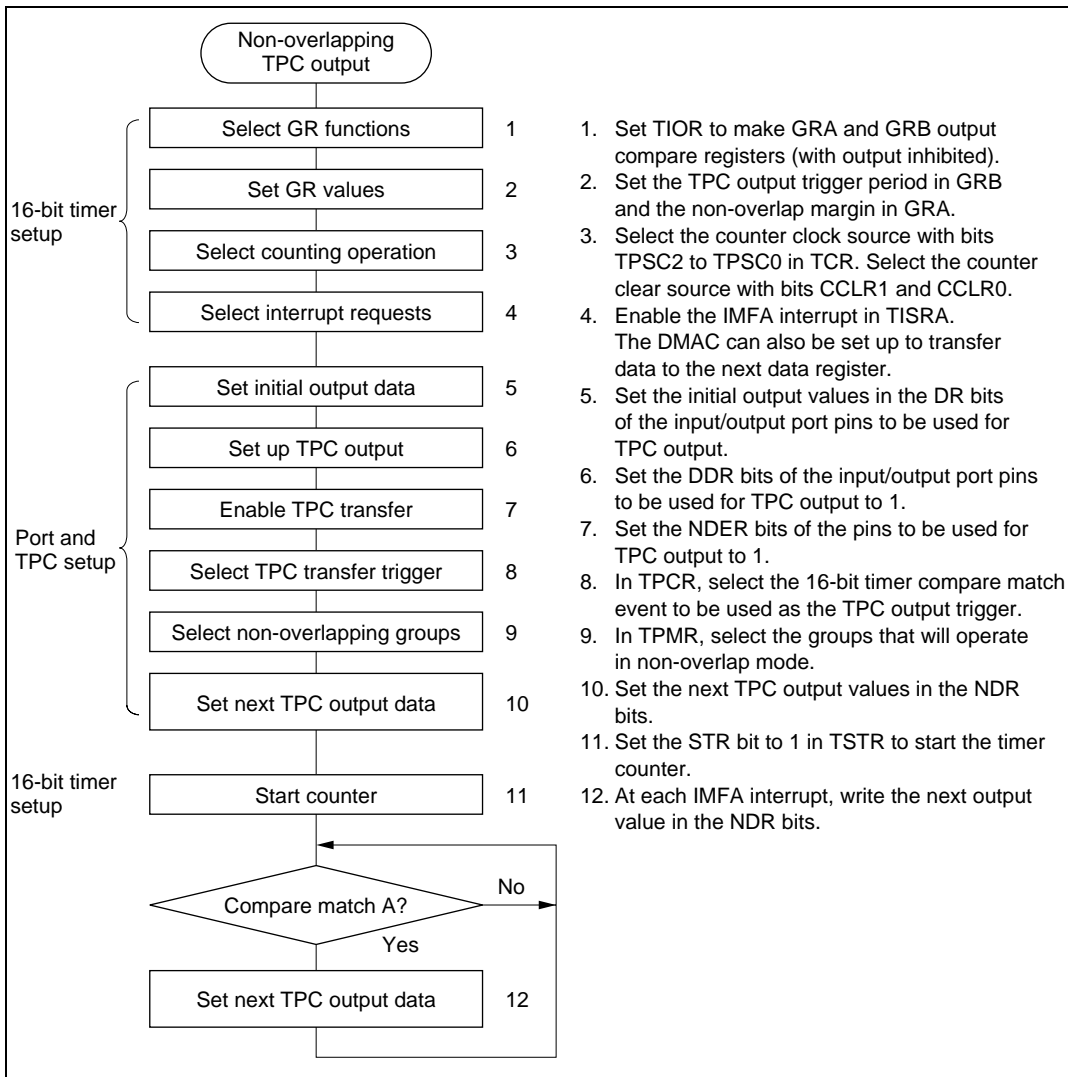 Non-overlapping
TPC output
16-bit timer
setup
Select GR functions 1
Set GR values 2
Select counting operation 3
Select interrupt requests 4
Port and
TPC setup
Set initial output data 5
Set up TPC output 6
Enable TPC transfer 7
Select TPC transfer trigger 8
Select non-overlapping groups 9
Set next TPC output data 10
16-bit timer
setup
Start counter 11
Compare match A?
No
Yes
Set next TPC output data 12
1. Set TIOR to make GRA and GRB output
compare registers (with output inhibited).
2. Set the TPC output trigger period in GRB
and the non-overlap margin in GRA.
3. Select the counter clock source with bits
TPSC2 to TPSC0 in TCR. Select the counter
clear source with bits CCLR1 and CCLR0.
4. Enable the IMFA interrupt in TISRA.
The DMAC can also be set up to transfer
data to the next data register.
5. Set the initial output values in the DR bits
of the input/output port pins to be used for
TPC output.
6. Set the DDR bits of the input/output port pins
to be used for TPC output to 1.
7. Set the NDER bits of the pins to be used for
TPC output to 1.
8. In TPCR, select the 16-bit timer compare match
event to be used as the TPC output trigger.
9. In TPMR, select the groups that will operate
in non-overlap mode.
10. Set the next TPC output values in the NDR
bits.
11. Set the STR bit to 1 in TSTR to start the timer
counter.
12. At each IMFA interrupt, write the next output
value in the NDR bits.